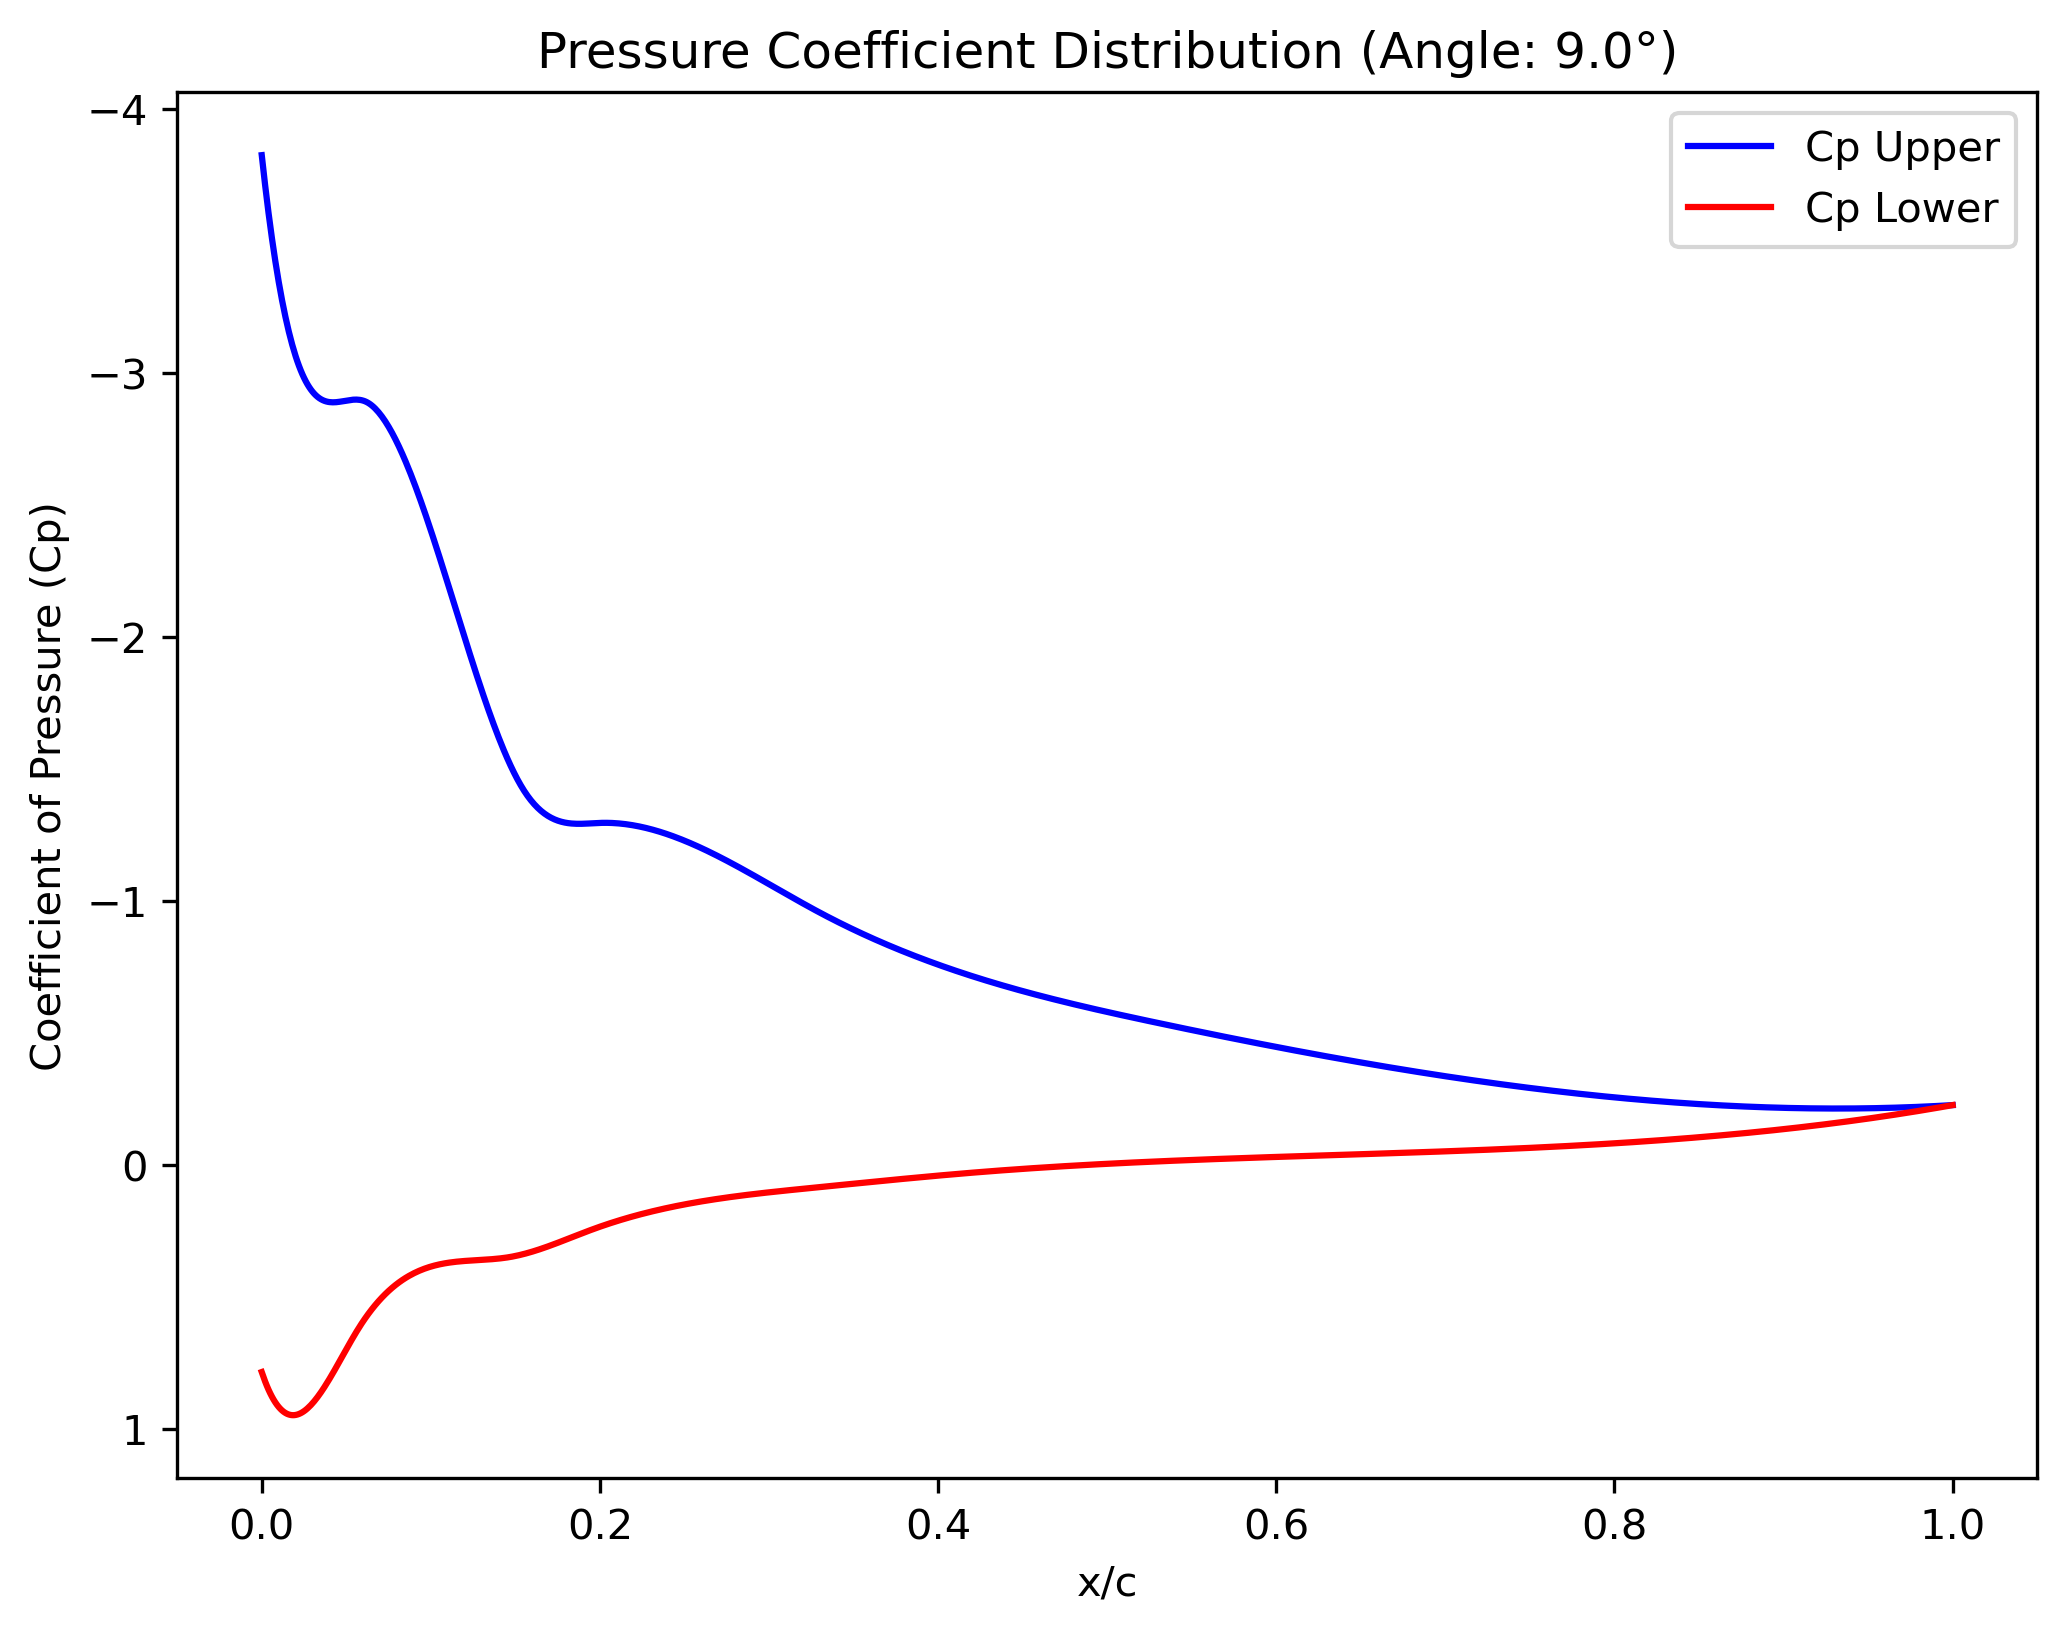 Pressure Coefficient Distribution (Angle: 9.0°)
Cp Upper
Cp Lower
Coefficient of Pressure (Cp)
−4
−3
−2
−1
0
1
0.0 0.2 0.4 0.6 0.8 1.0
x/c